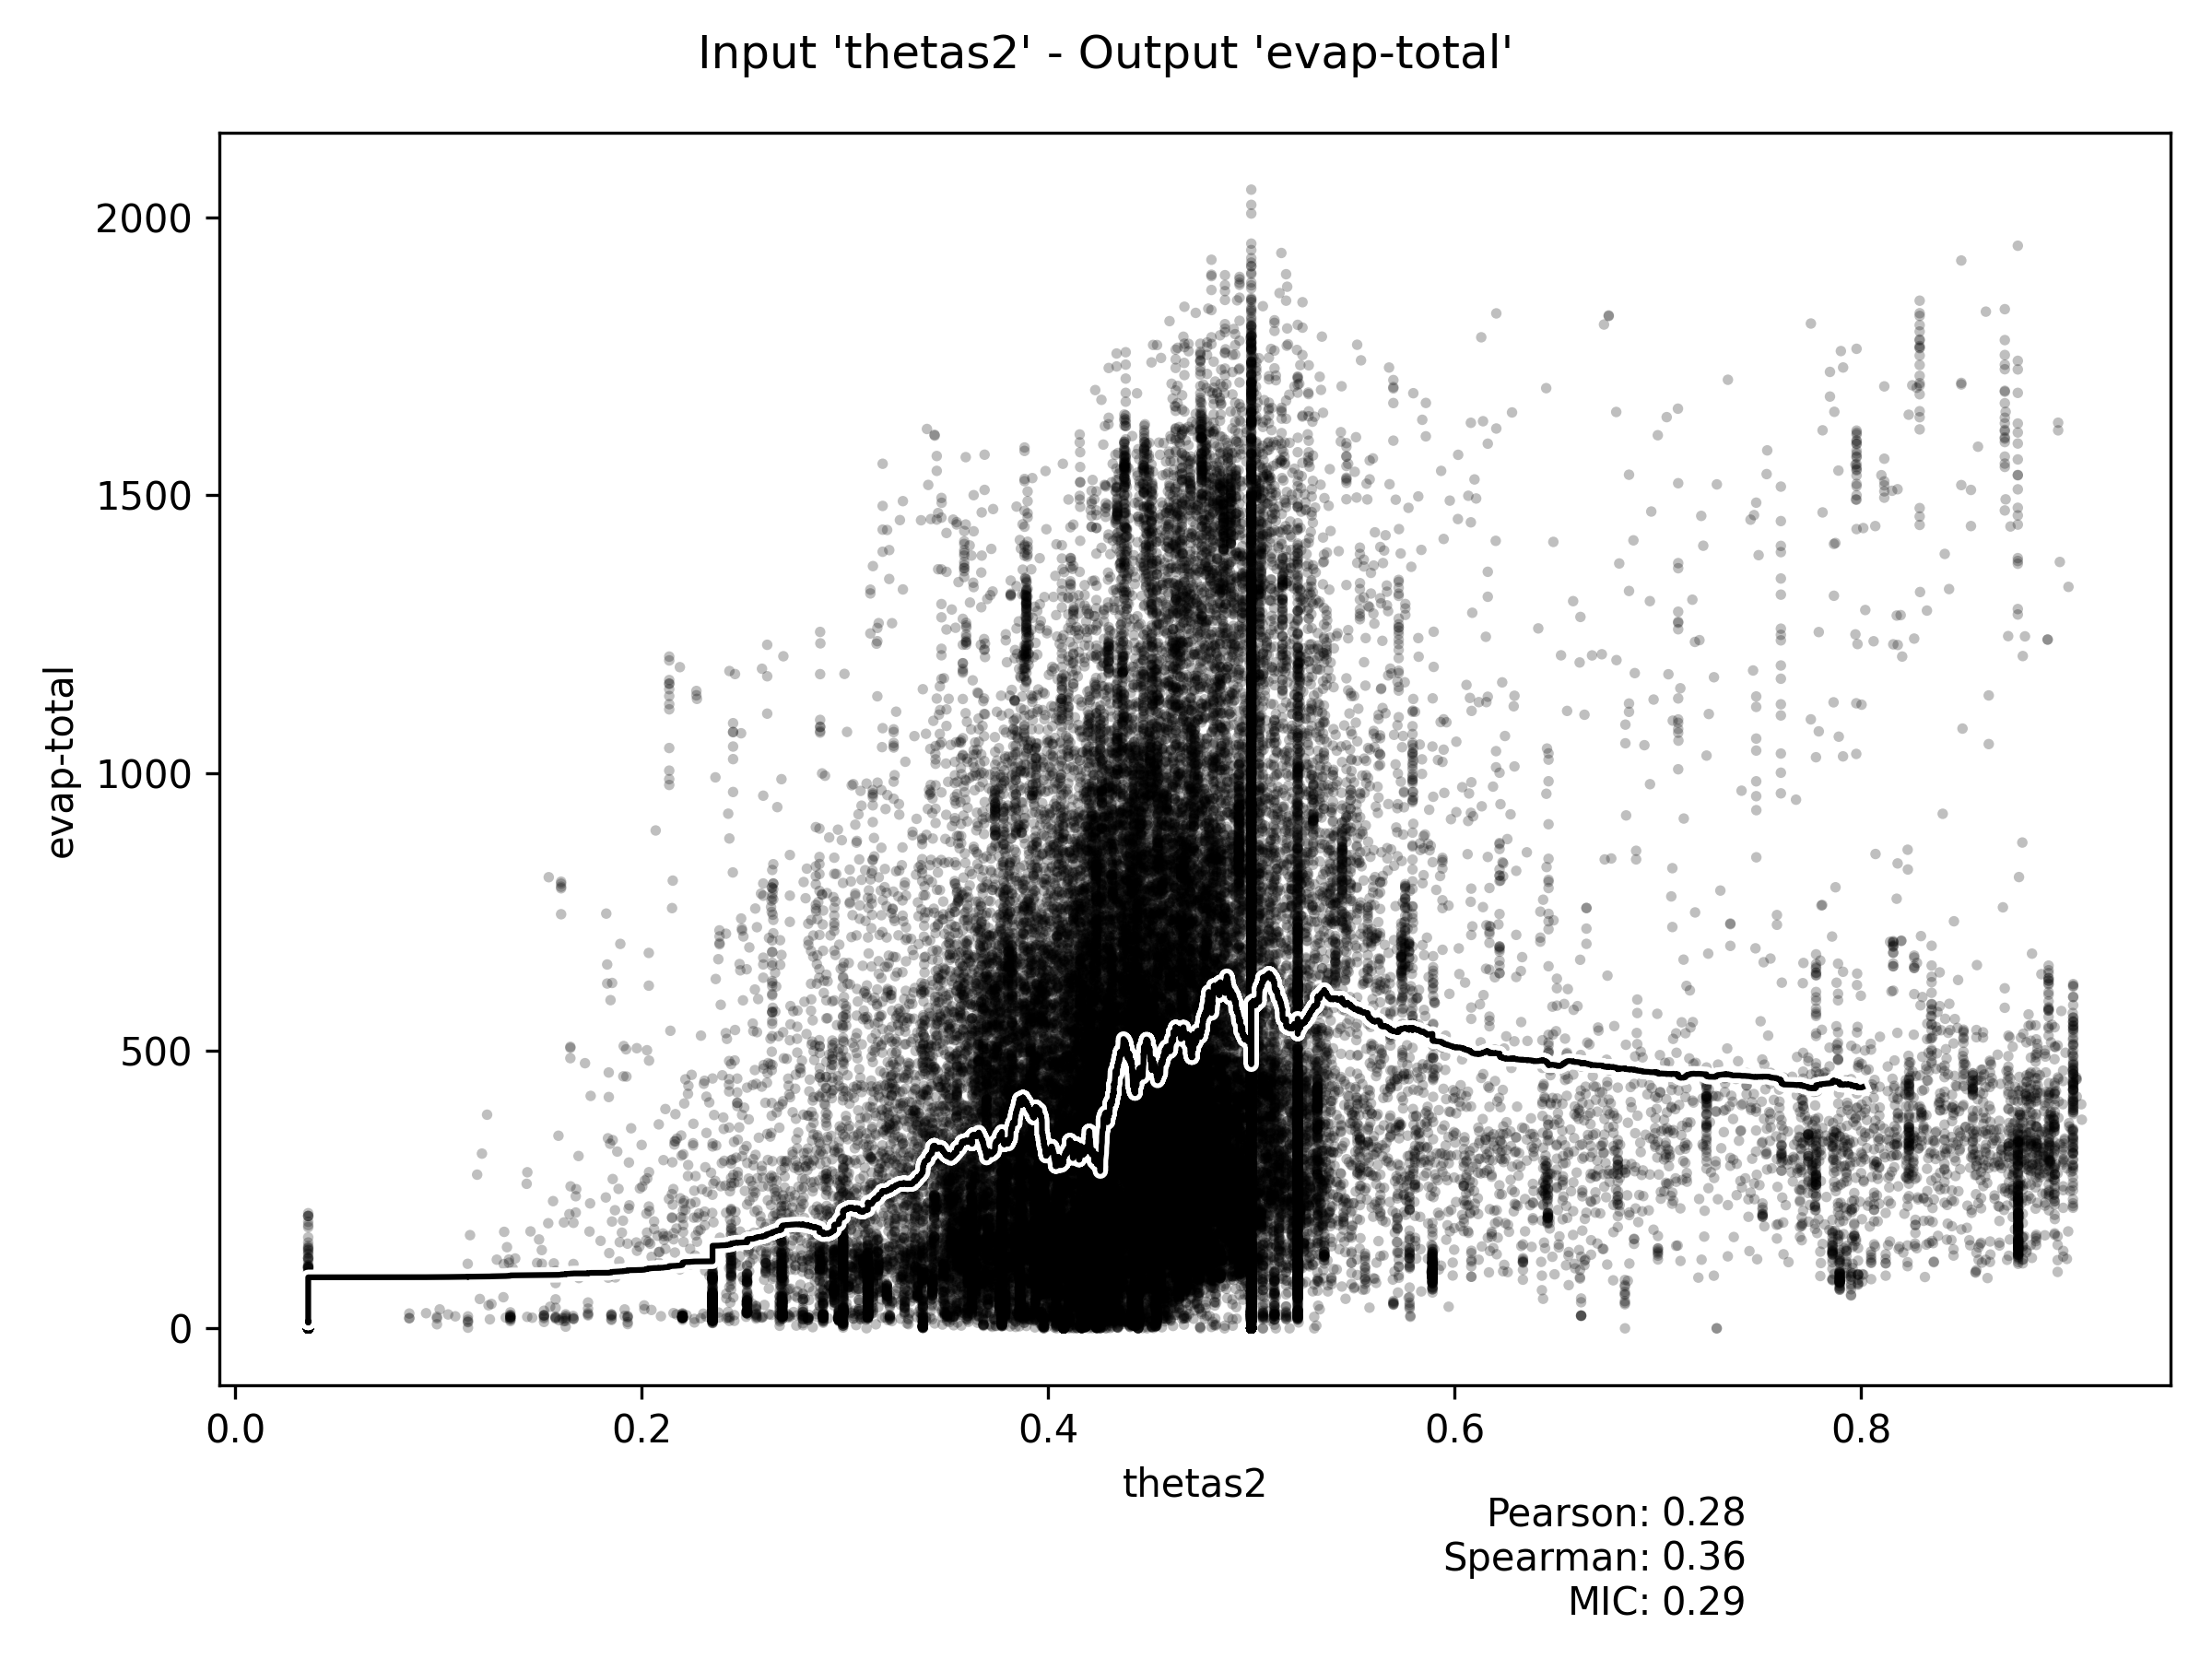 Input 'thetas2' - Output 'evap-total'
evap-total
2000
1500
1000
500
0
0.0 0.2 0.4 0.6 0.8
thetas2
Pearson: 0.28
Spearman: 0.36
MIC: 0.29